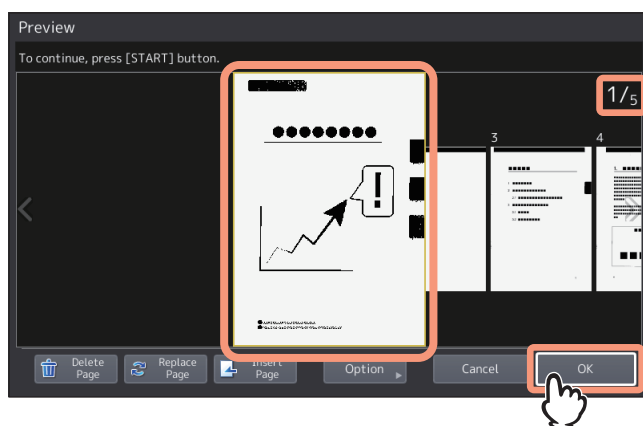 Preview
To continue, press [START] button.
1/5
3
4
!
Delete
Page
Replace
Page
Insert
Page
Option
Cancel
OK